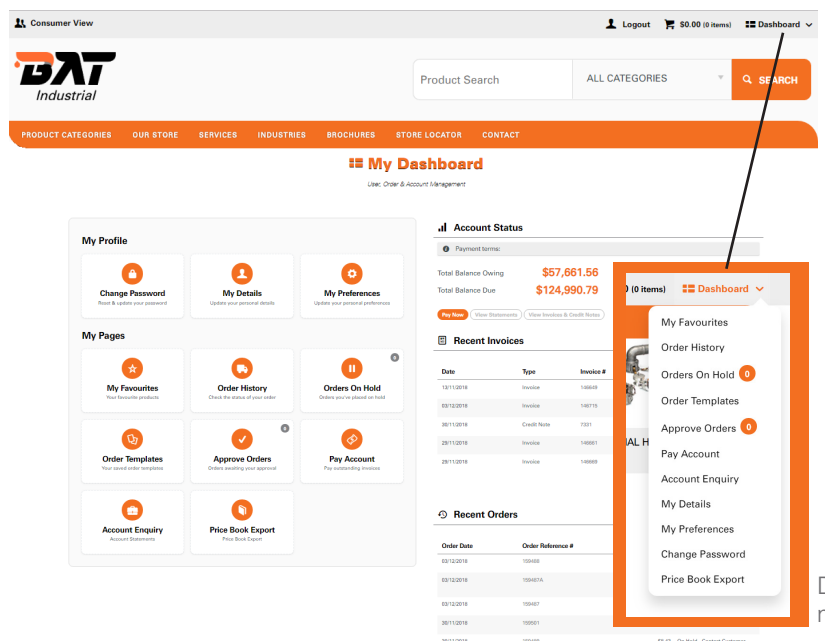 Consumer View
Logout
$0.00 (0 items)
Dashboard
BAT
Industrial
Product Search
ALL CATEGORIES
SEARCH
PRODUCT CATEGORIES OUR STORE SERVICES INDUSTRIES BROCHURES STORE LOCATOR CONTACT
My Dashboard
User, Order & Account Management
My Profile
Change Password
Reset & update your password
My Details
Update your personal details
My Preferences
Update your personal preferences
My Pages
My Favourites
Your favourite products
Order History
Check the status of your order
0
Orders On Hold
Orders you've placed on hold
Order Templates
Your saved order templates
0
Approve Orders
Orders awaiting your approval
Pay Account
Pay outstanding invoices
Account Enquiry
Account Statements
Price Book Export
Price Book Export
Account Status
Payment terms:
Total Balance Owing $57,661.56
Total Balance Due $124,990.79
Pay Now View Statements View Invoices & Credit Notes
Recent Invoices
Date Type Invoice #
13/11/2018 Invoice
03/12/2018 Invoice 146715
30/11/2018 Credit Note 7331
29/11/2018 Invoice
29/11/2018 Invoice
Recent Orders
Order Date Order Reference #
03/12/2018
03/12/2018
03/12/2018
30/11/2018
(0 items)
Dashboard
My Favourites
Order History
Orders On Hold 0
Order Templates
Approve Orders 0
Pay Account
Account Enquiry
My Details
My Preferences
Change Password
Price Book Export